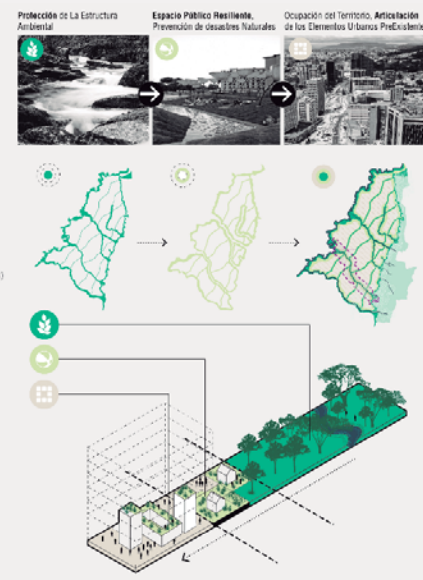 Protección de La Estructura
Ambiental
Espacio Público Resiliente,
Prevención de desastres Naturales
Ocupación del Territorio, Articulación
de los Elementos Urbanos PreExistente
)